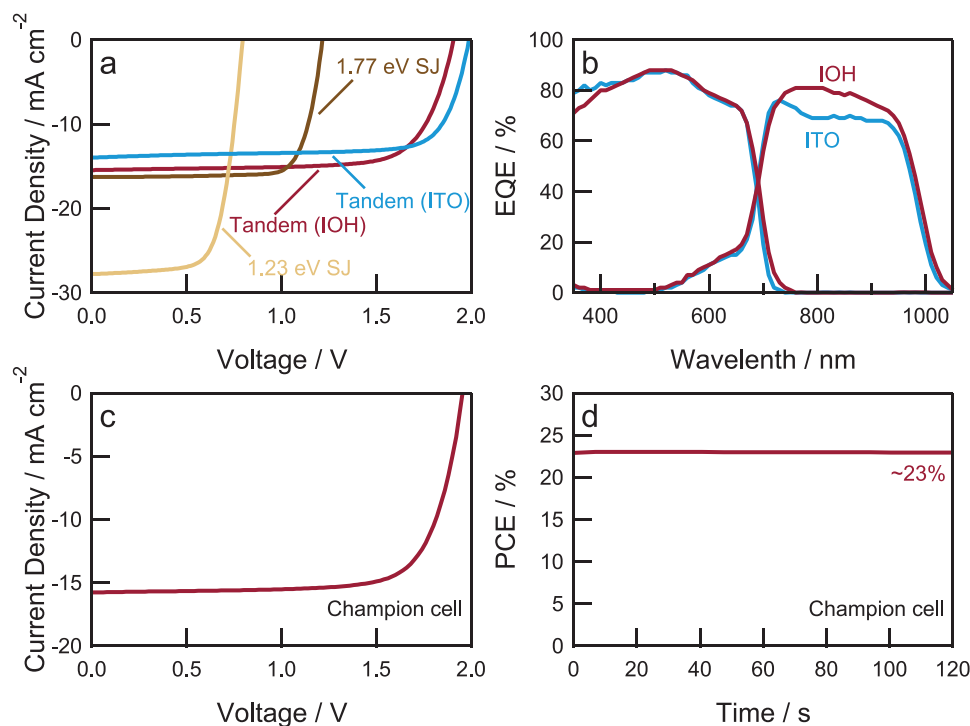 a
Current Density / mA cm-2
0
-10
-20
-30
1.77 eV SJ
Tandem (ITO)
Tandem (IOH)
1.23 eV SJ
0.0 0.5 1.0 1.5 2.0
Voltage / V
b
EQE / %
100
80
60
40
20
0
IOH
ITO
400 600 800 1000
Wavelenth / nm
c
Current Density / mA cm-2
0
-5
-10
-15
-20
Champion cell
0.0 0.5 1.0 1.5 2.0
Voltage / V
d
PCE / %
30
25
20
15
10
5
0
~23%
Champion cell
0 20 40 60 80 100 120
Time / s